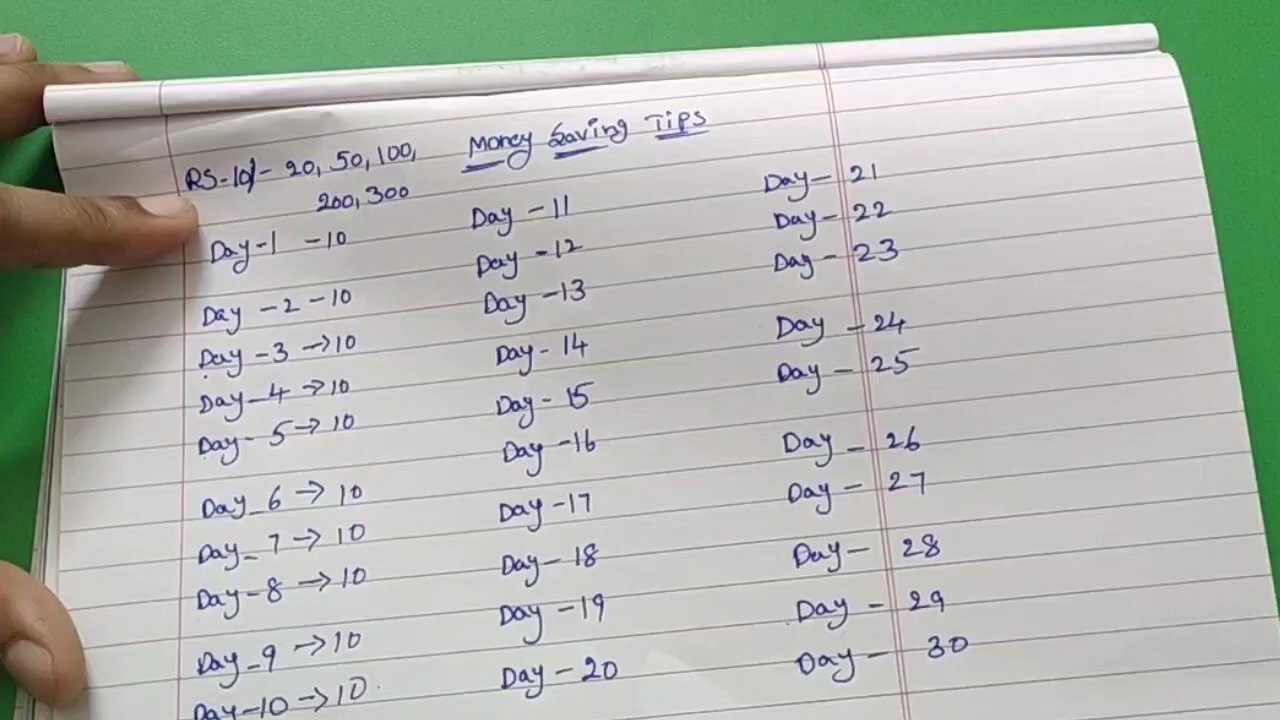 Money Saving Tips
RS-10/- 20, 50, 100,
200, 300
Day-1 -10
Day -2 -10
Day -3 →10
Day -4 →10
Day - 5 →10
Day - 6 → 10
Day - 7 → 10
Day -8 →10
Day -9 →10
Day -10 →10
Day -11
Day -12
Day -13
Day - 14
Day - 15
Day -16
Day -17
Day - 18
Day -19
Day - 20
Day - 21
Day - 22
Day - 23
Day - 24
Day - 25
Day - 26
Day - 27
Day - 28
Day - 29
Day - 30